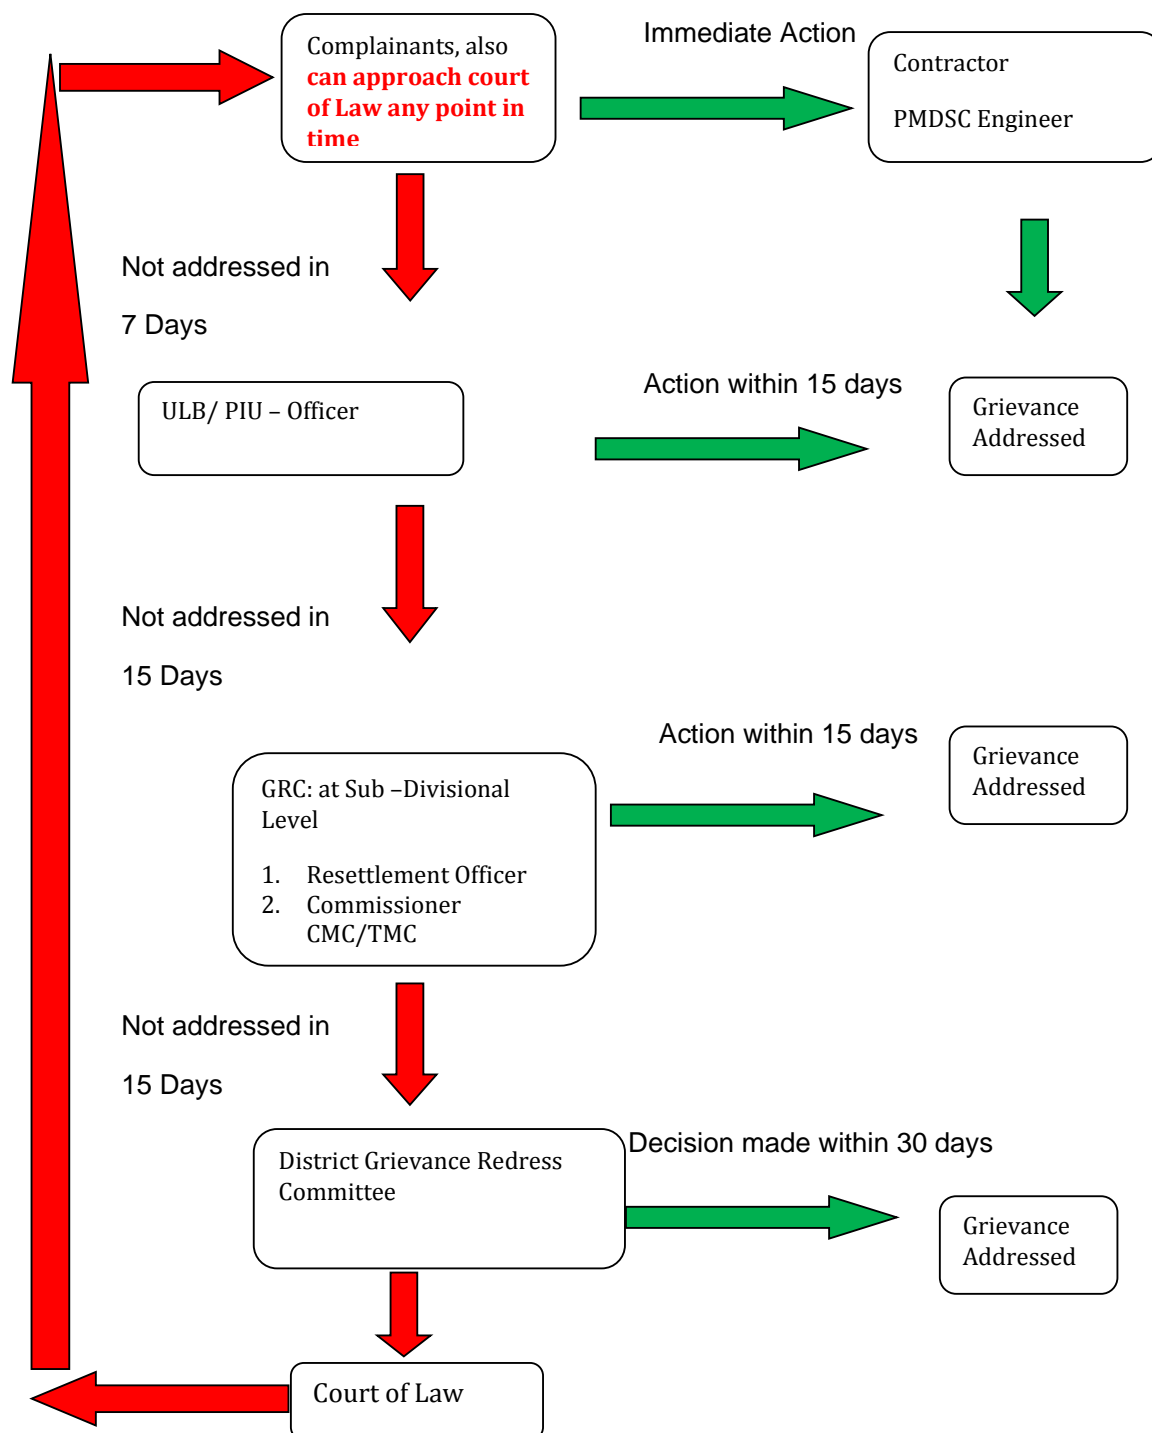 Immediate Action
Complainants, also
can approach court
of Law any point in
time
Contractor
PMDSC Engineer
Not addressed in
7 Days
Action within 15 days
ULB/ PIU – Officer
Grievance
Addressed
Not addressed in
15 Days
Action within 15 days
Grievance
Addressed
GRC: at Sub –Divisional
Level
1. Resettlement Officer
2. Commissioner
CMC/TMC
Not addressed in
15 Days
Decision made within 30 days
District Grievance Redress
Committee
Grievance
Addressed
Court of Law